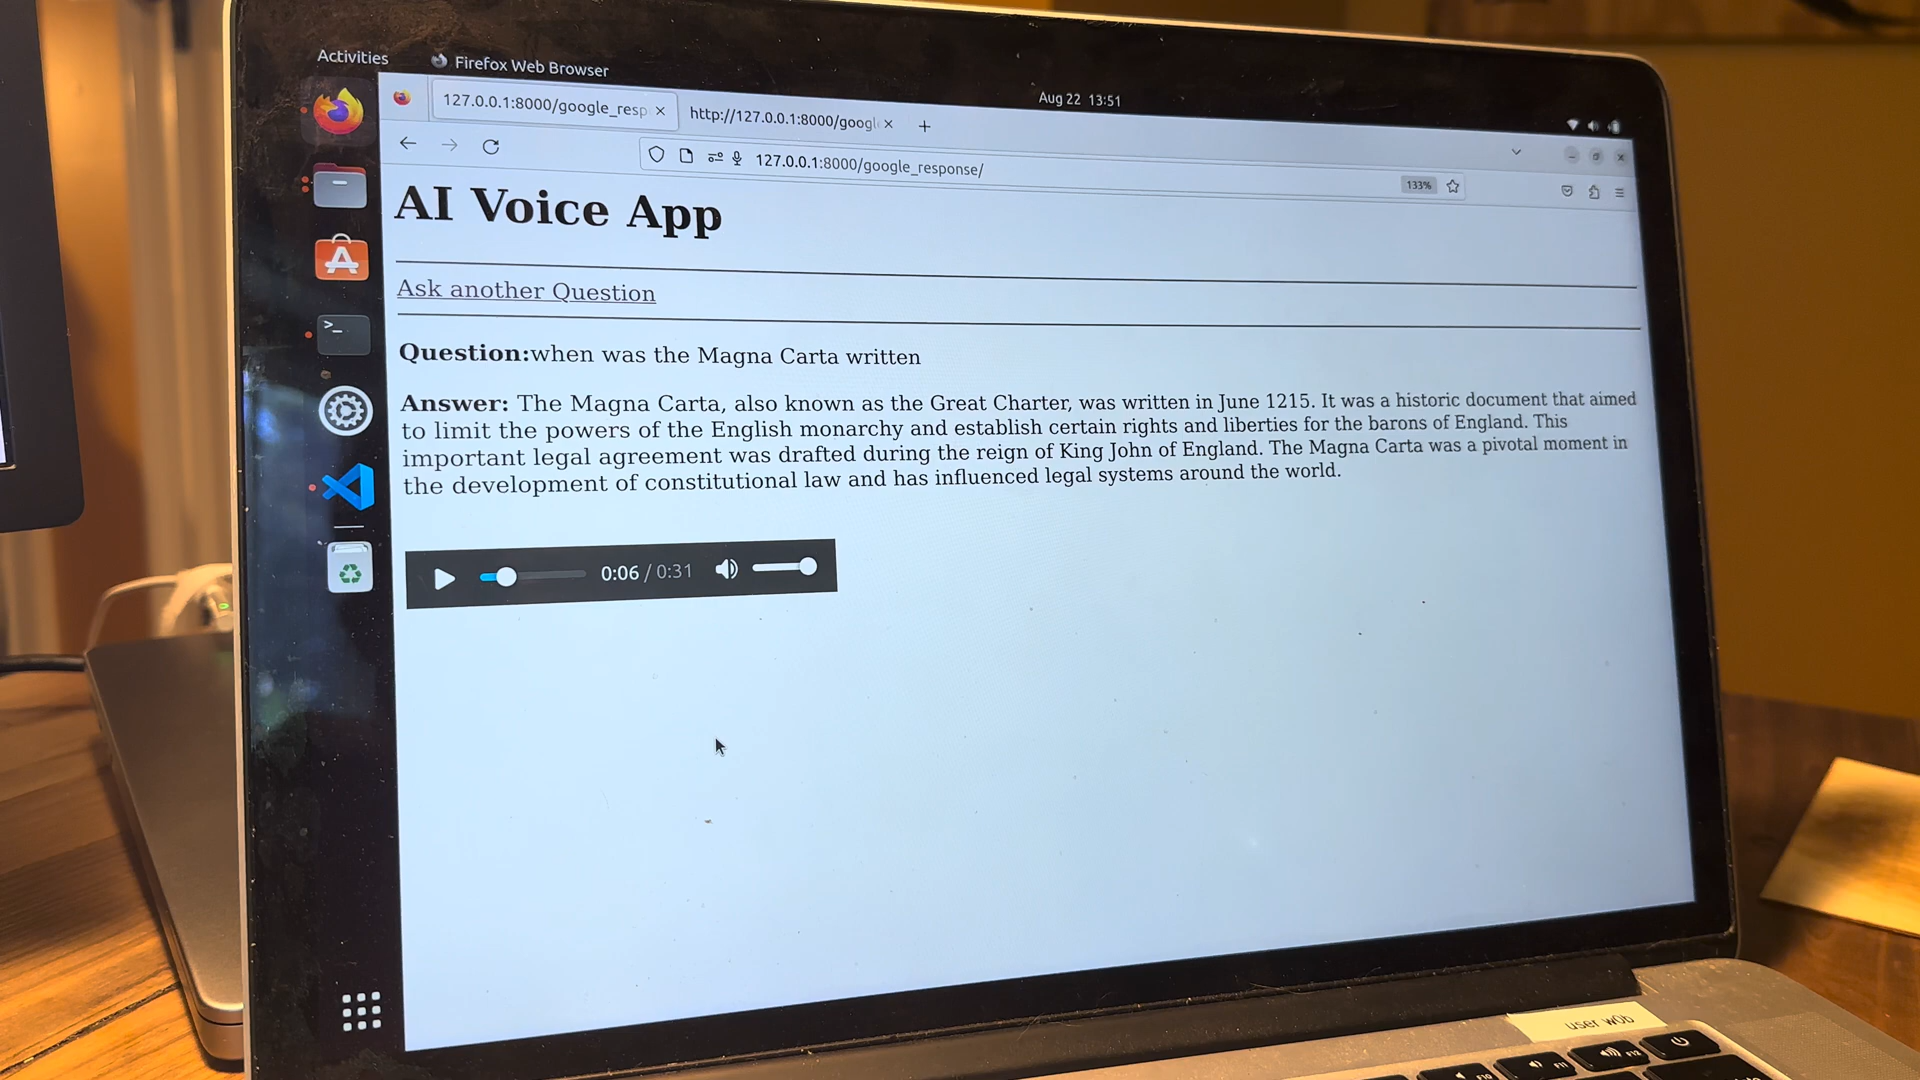 Activities
Firefox Web Browser
Aug 22 13:51
127.0.0.1:8000/google_resp
http://127.0.0.1:8000/googl
127.0.0.1:8000/google_response/
133%
AI Voice App
Ask another Question
Question:when was the Magna Carta written
Answer: The Magna Carta, also known as the Great Charter, was written in June 1215. It was a historic document that aimed
to limit the powers of the English monarchy and establish certain rights and liberties for the barons of England. This
important legal agreement was drafted during the reign of King John of England. The Magna Carta was a pivotal moment in
the development of constitutional law and has influenced legal systems around the world.
0:06 / 0:31
user w0b
F10
F11
F12